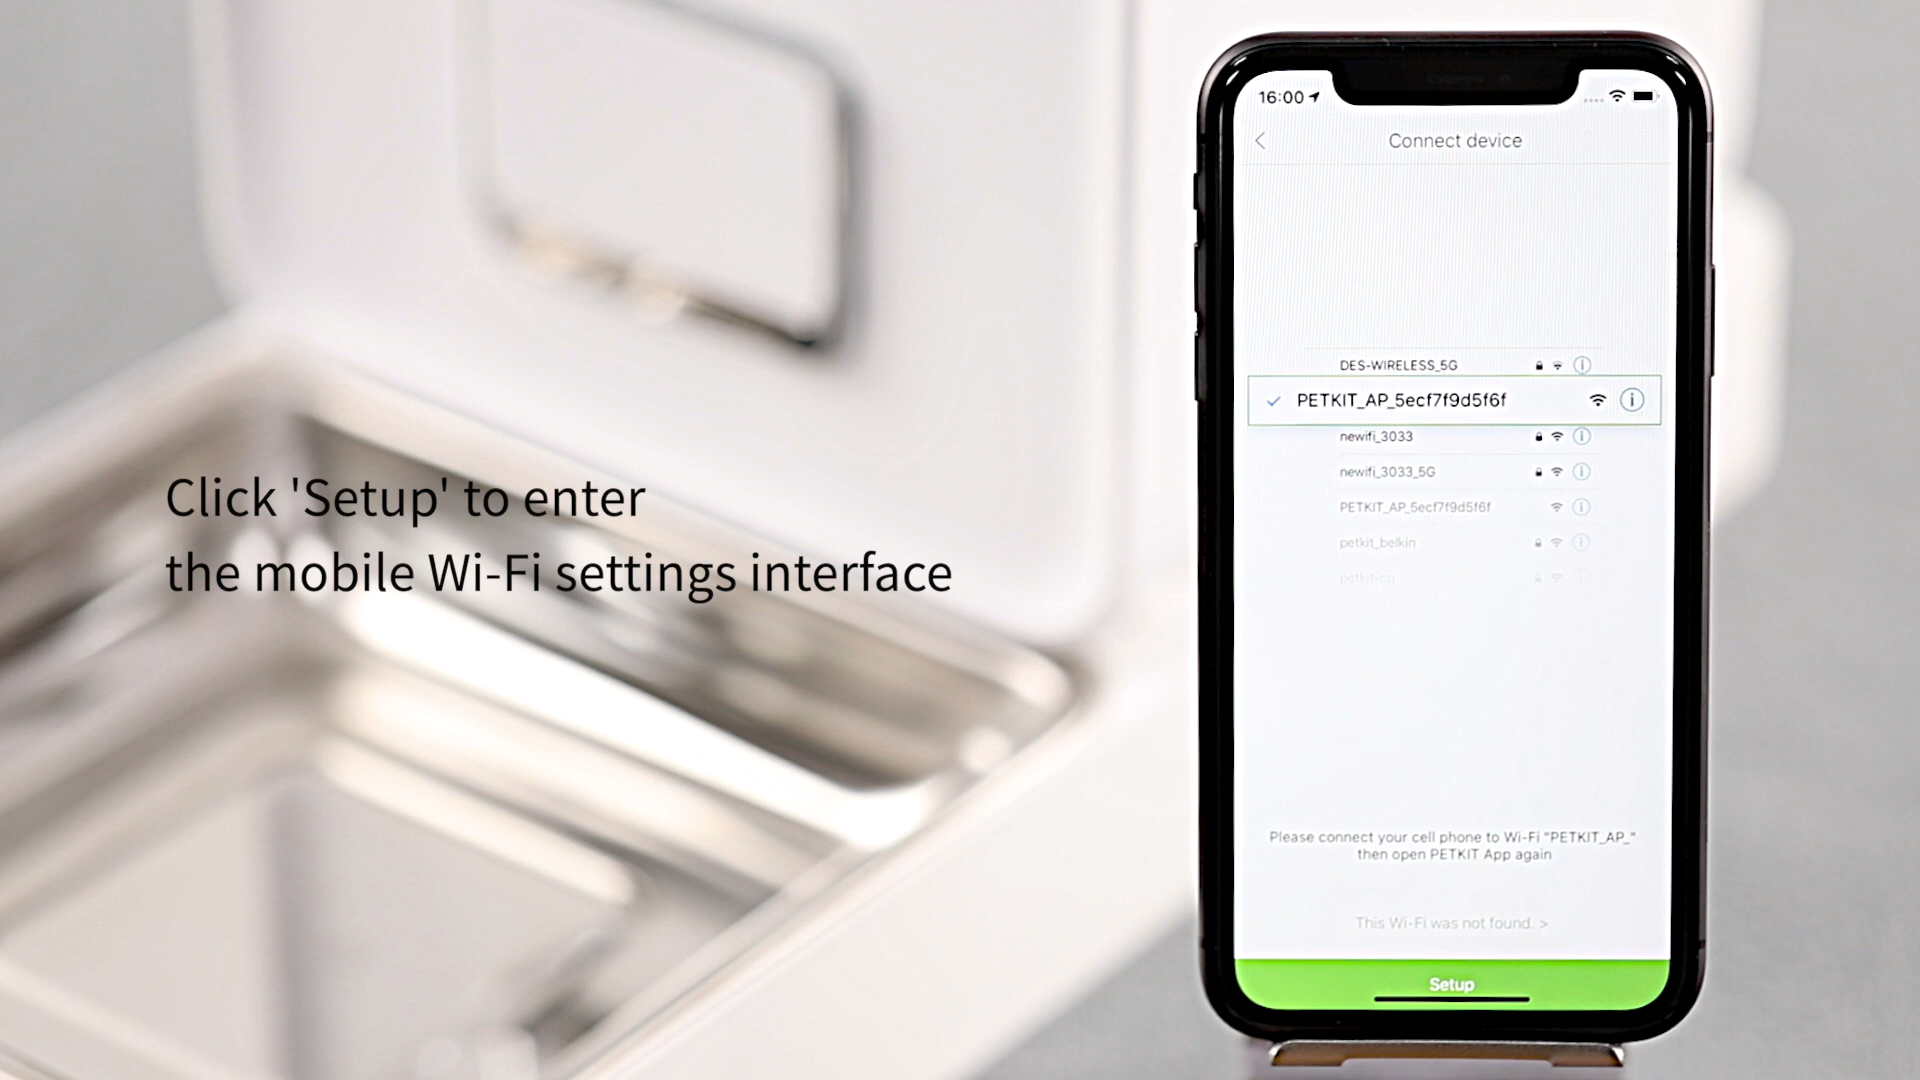 Click 'Setup' to enter
the mobile Wi-Fi settings interface
16:00
Connect device
DES-WIRELESS_5G
PETKIT_AP_5ecf7f9d5f6f
newifi_3033
newifi_3033_5G
PETKIT_AP_5ecf7f9d5f6f
petkit_belkin
petkit-cn
Please connect your cell phone to Wi-Fi "PETKIT_AP_"
then open PETKIT App again
This Wi-Fi was not found. >
Setup